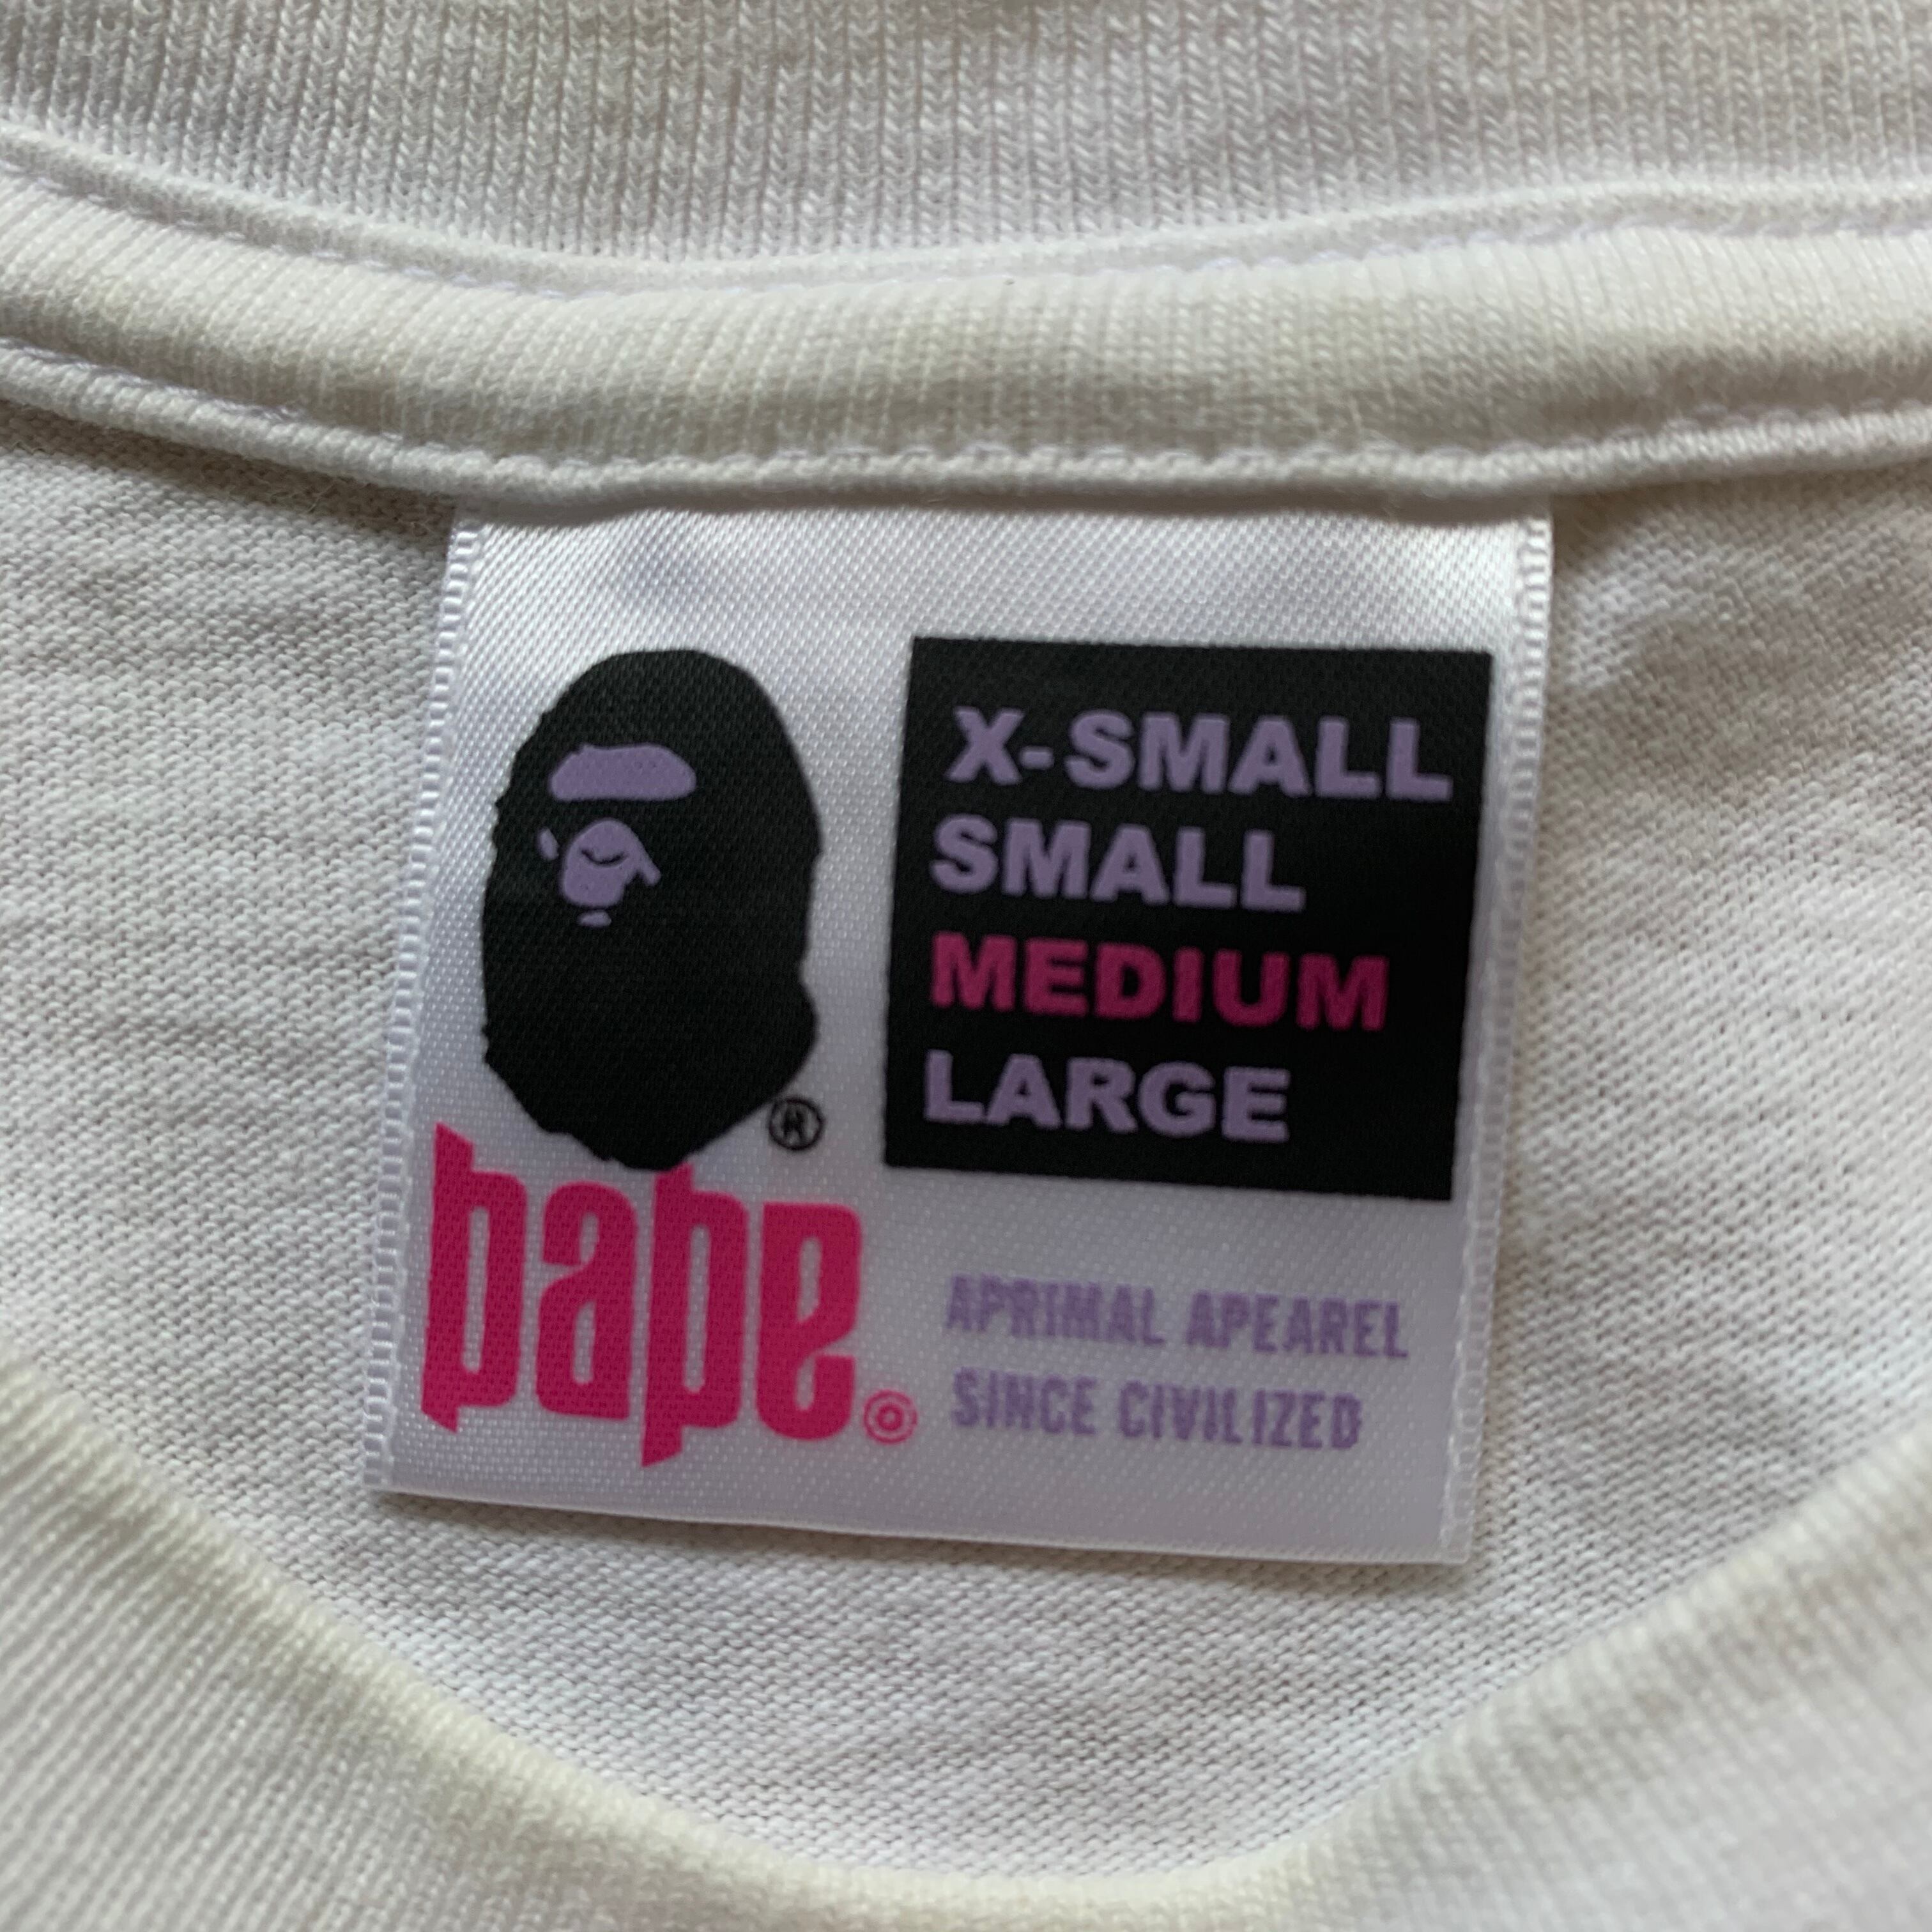 X-SMALL
SMALL
MEDIUM
LARGE
®
bape®
APRIMAL APEAREL
SINCE CIVILIZED